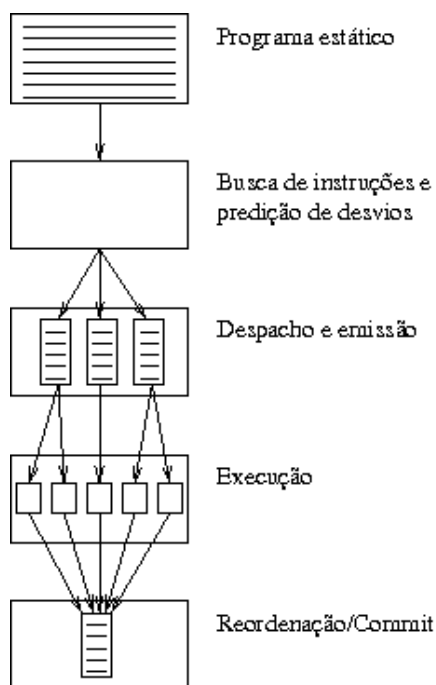 Programa estático
Busca de instruções e
predição de desvios
Despacho e emissão
Execução
Reordenação/Commit